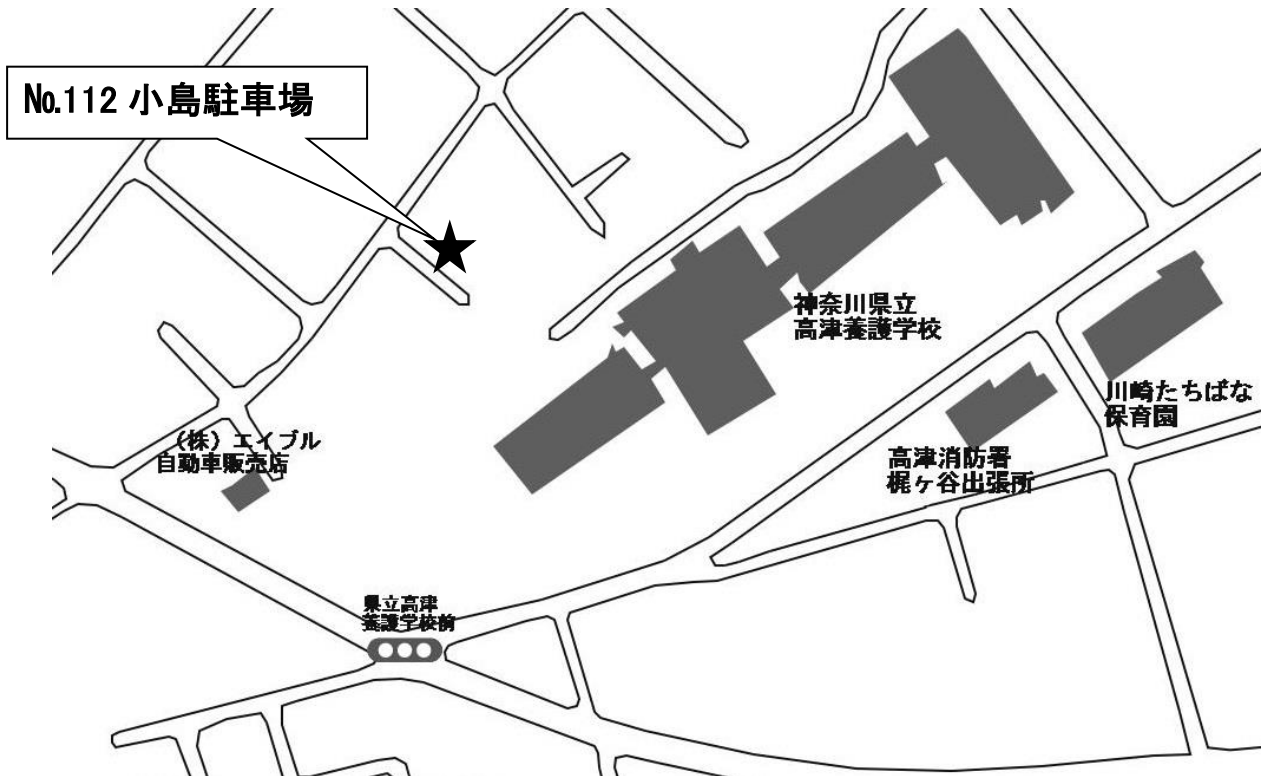 №112 小島駐車場
神奈川県立
高津養護学校
川崎たちばな
保育園
(株)エイブル
自動車販売店
高津消防署
梶ヶ谷出張所
県立高津
養護学校前